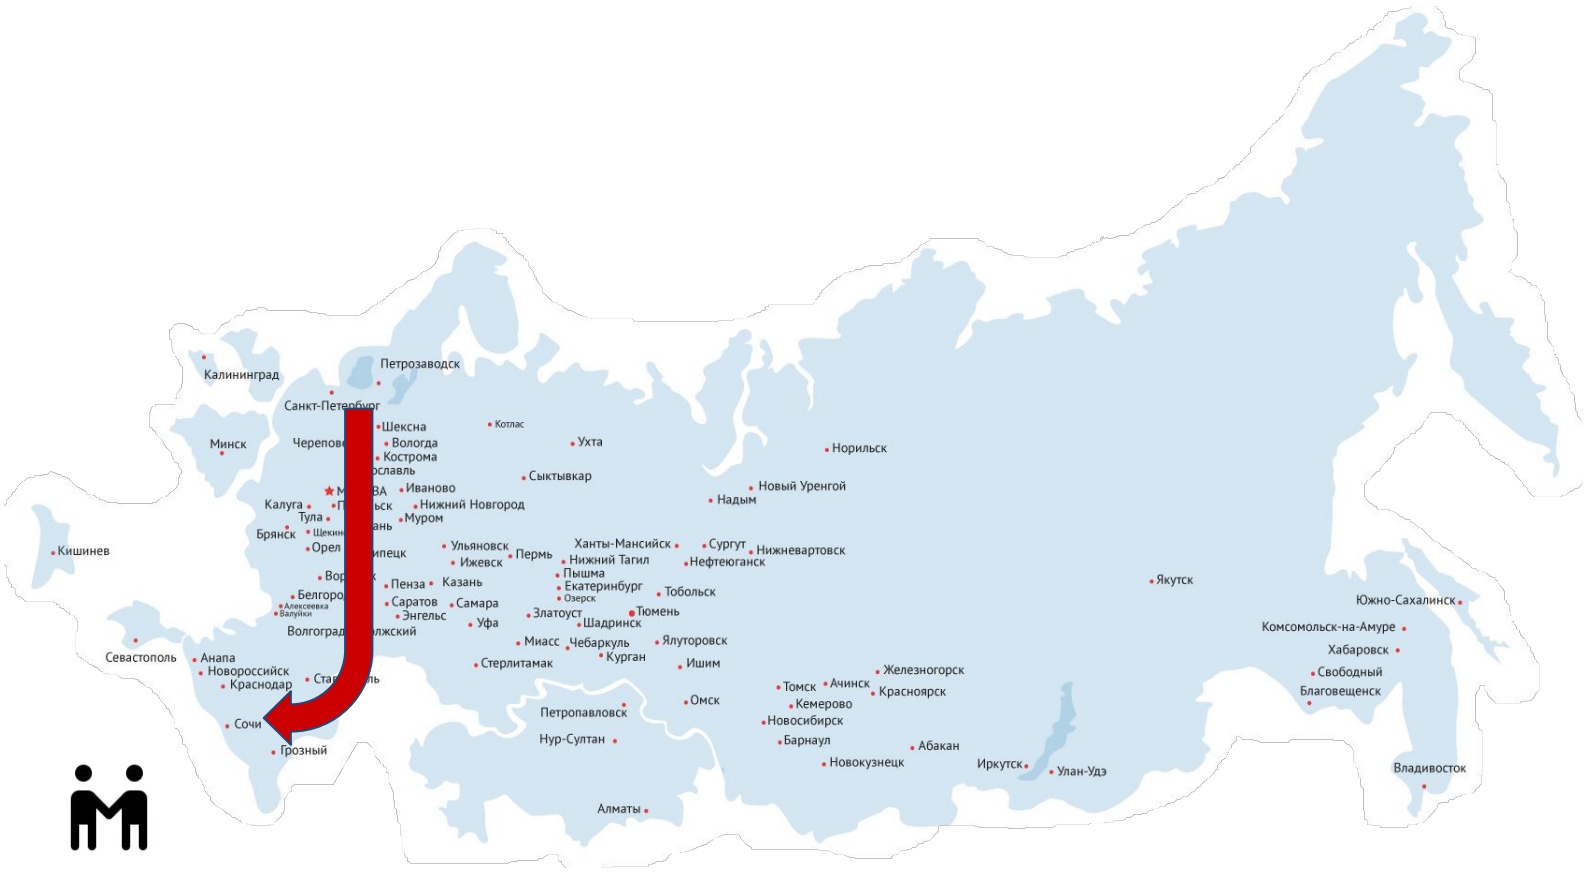 Петрозаводск
Калининград
Санкт-Петербург
Шексна
Котлас
Минск
Вологда
Ухта
Норильск
Кострома
Сыктывкар
Иваново
Новый Уренгой
Надым
Калуга
Нижний Новгород
Тула
Муром
Брянск
Орел
Кишинев
Ульяновск
Пермь
Ханты-Мансийск
Сургут
Нижневартовск
Ижевск
Нижний Тагил
Нефтеюганск
Пышма
Якутск
Пенза
Казань
Екатеринбург
Тобольск
Озерск
Саратов
Самара
Алексеевка
Валуйки
Энгельс
Златоуст
Тюмень
Уфа
Шадринск
Южно-Сахалинск
Комсомольск-на-Амуре
Волгоград
Миасс
Чебаркуль
Ялуторовск
Хабаровск
Севастополь
Анапа
Курган
Стерлитамак
Ишим
Новороссийск
Краснодар
Железногорск
Свободный
Томск
Ачинск
Красноярск
Благовещенск
Омск
Кемерово
Петропавловск
Новосибирск
Сочи
Нур-Султан
Барнаул
Абакан
Грозный
Новокузнецк
Иркутск
Улан-Удэ
Владивосток
Алматы